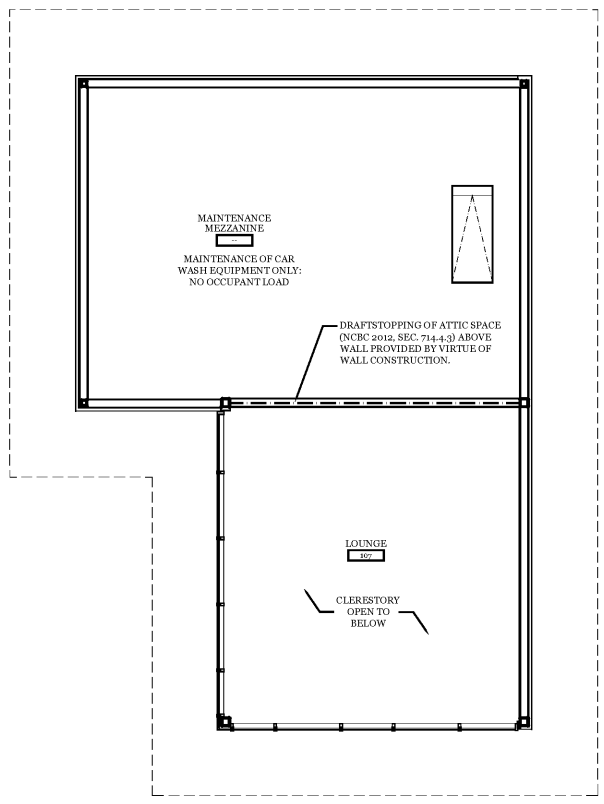 MAINTENANCE
MEZZANINE
--
MAINTENANCE OF CAR
WASH EQUIPMENT ONLY:
NO OCCUPANT LOAD
DRAFTSTOPPING OF ATTIC SPACE
(NCBC 2012, SEC. 714.4.3) ABOVE
WALL PROVIDED BY VIRTUE OF
WALL CONSTRUCTION.
LOUNGE
107
CLERESTORY
OPEN TO
BELOW